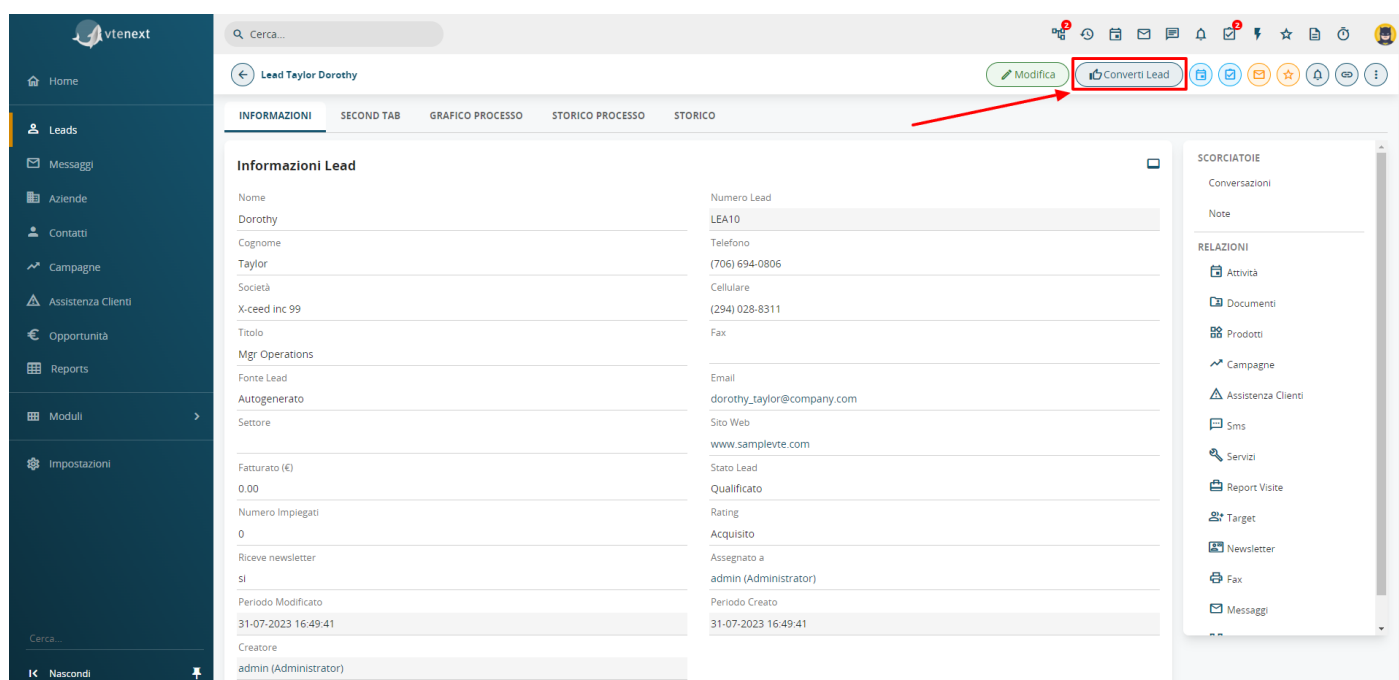 vtenext
Cerca...
2
2
Home
Lead Taylor Dorothy
Modifica
Converti Lead
INFORMAZIONI SECOND TAB GRAFICO PROCESSO STORICO PROCESSO STORICO
Leads
Messaggi
Aziende
Contatti
Campagne
Assistenza Clienti
Opportunità
Reports
Moduli
Impostazioni
Cerca...
Nascondi
Informazioni Lead
Nome
Dorothy
Numero Lead
LEA10
Cognome
Taylor
Telefono
(706) 694-0806
Società
X-ceed inc 99
Cellulare
(294) 028-8311
Titolo
Mgr Operations
Fax
Fonte Lead
Autogenerato
Email
dorothy_taylor@company.com
Settore
Sito Web
www.samplevte.com
Fatturato (€)
0.00
Stato Lead
Qualificato
Numero Impiegati
0
Rating
Acquisito
Riceve newsletter
si
Assegnato a
admin (Administrator)
Periodo Modificato
31-07-2023 16:49:41
Periodo Creato
31-07-2023 16:49:41
Creatore
admin (Administrator)
SCORCIATOIE
Conversazioni
Note
RELAZIONI
Attività
Documenti
Prodotti
Campagne
Assistenza Clienti
Sms
Servizi
Report Visite
Target
Newsletter
Fax
Messaggi